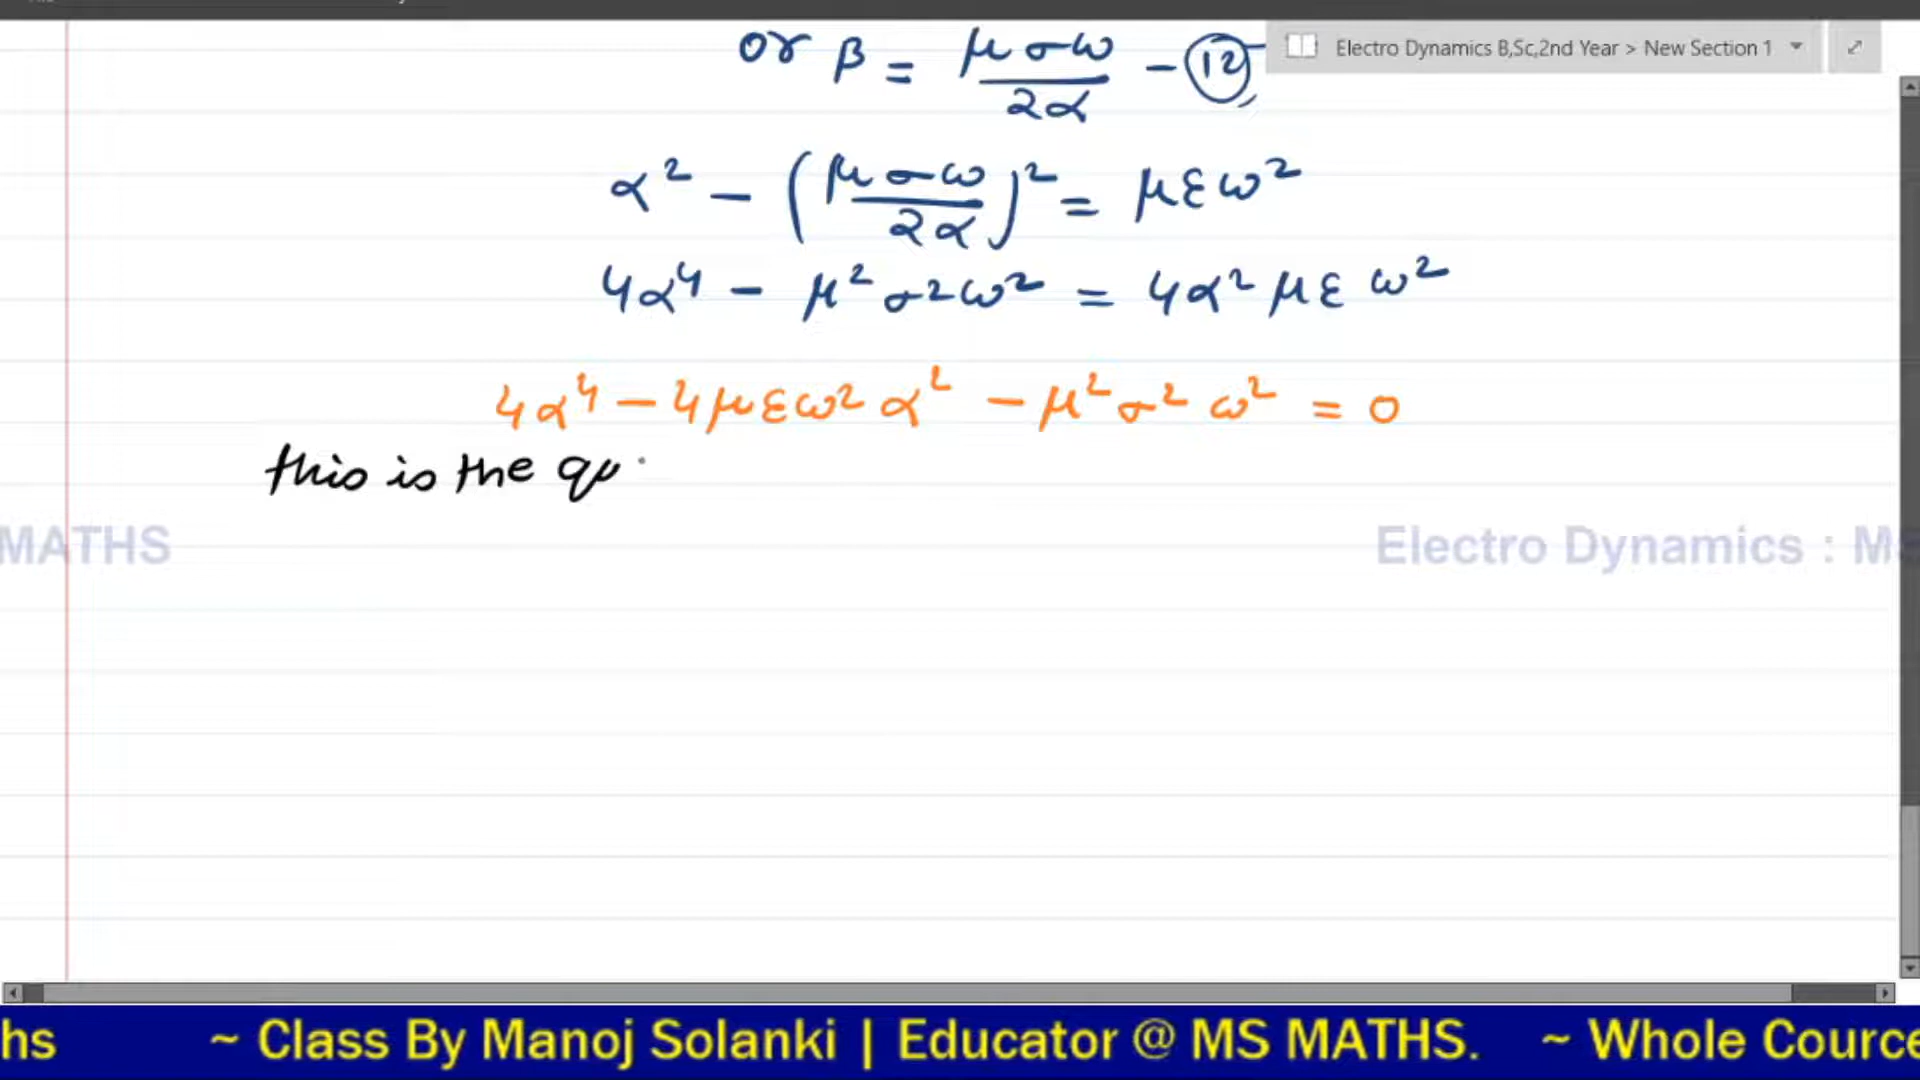 or β = μσω/2α - 12
Electro Dynamics B,Sc,2nd Year > New Section 1
α² - (μσω/2α)² = μεω²
4α⁴ - μ²σ²ω² = 4α²μεω²
4α⁴ - 4μεω²α² - μ²σ²ω² = 0
this is the qu
MATHS
Electro Dynamics : M
hs ~ Class By Manoj Solanki | Educator @ MS MATHS. ~ Whole Cource